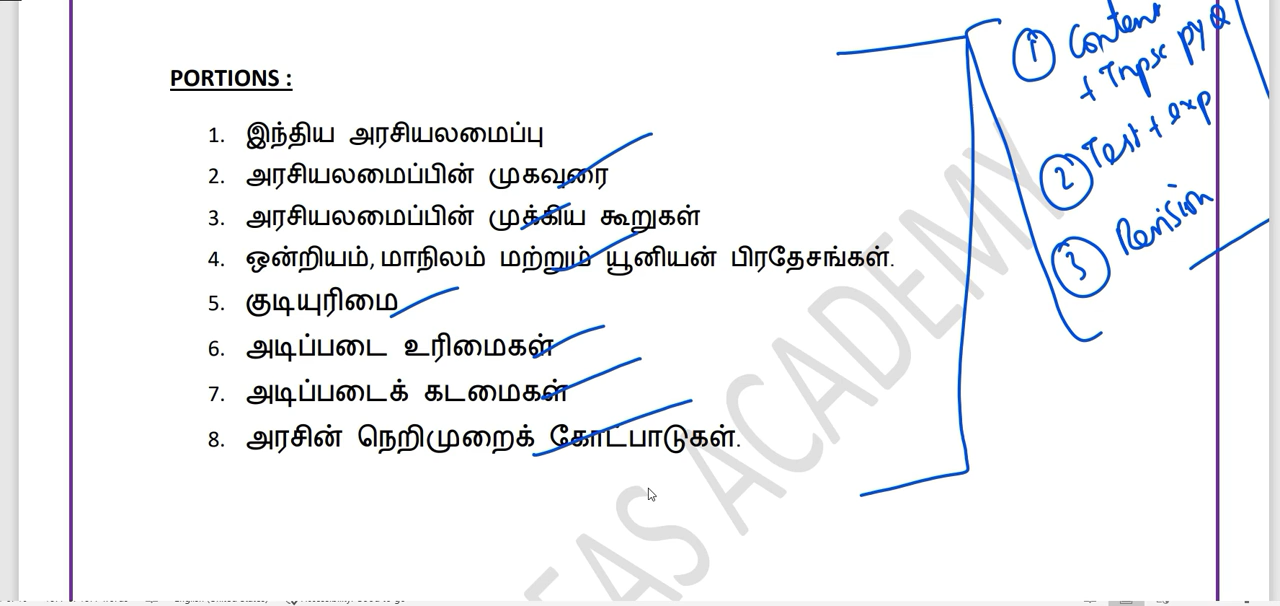 PORTIONS :
1. இந்திய அரசியலமைப்பு
2. அரசியலமைப்பின் முகவுரை
3. அரசியலமைப்பின் முக்கிய கூறுகள்
4. ஒன்றியம், மாநிலம் மற்றும் யூனியன் பிரதேசங்கள்.
5. குடியுரிமை
6. அடிப்படை உரிமைகள்
7. அடிப்படைக் கடமைகள்
8. அரசின் நெறிமுறைக் கோட்பாடுகள்.
1 Content
+ Tnpsc pyQ
2 Test + exp
3 Revision
EAS ACADEMY